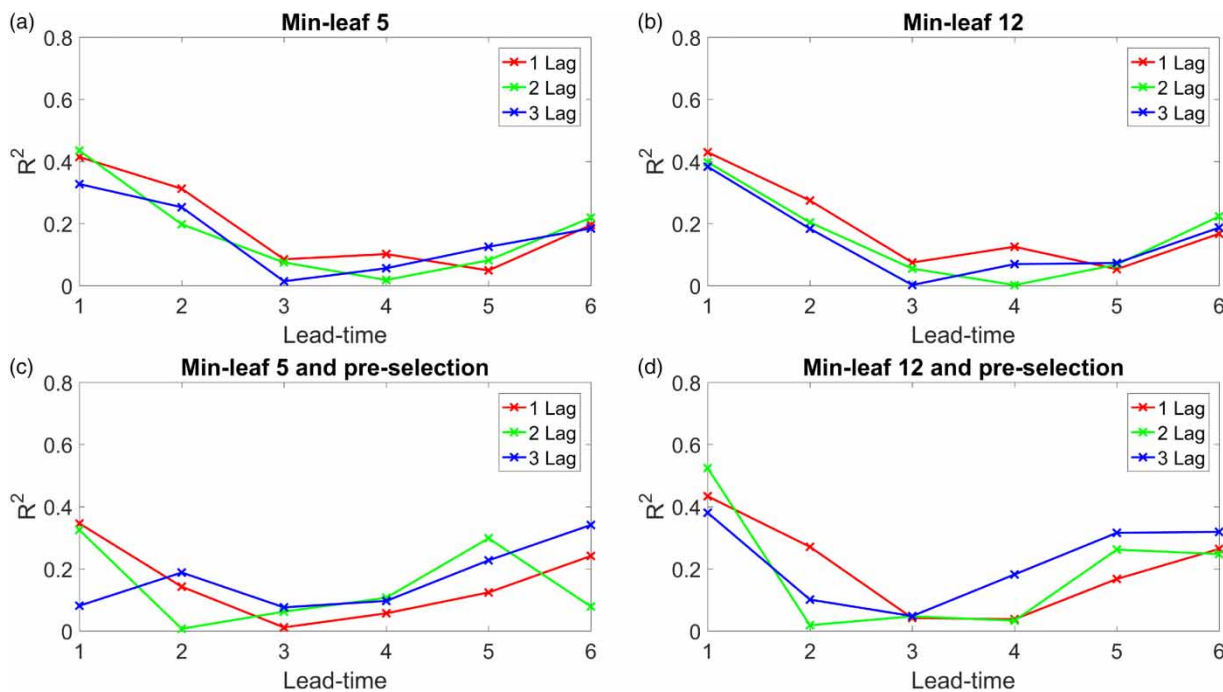 (a)
Min-leaf 5
0.8
0.6
0.4
0.2
0
R²
1 2 3 4 5 6
Lead-time
1 Lag
2 Lag
3 Lag
(b)
Min-leaf 12
0.8
0.6
0.4
0.2
0
R²
1 2 3 4 5 6
Lead-time
1 Lag
2 Lag
3 Lag
(c)
Min-leaf 5 and pre-selection
0.8
0.6
0.4
0.2
0
R²
1 2 3 4 5 6
Lead-time
1 Lag
2 Lag
3 Lag
(d)
Min-leaf 12 and pre-selection
0.8
0.6
0.4
0.2
0
R²
1 2 3 4 5 6
Lead-time
1 Lag
2 Lag
3 Lag